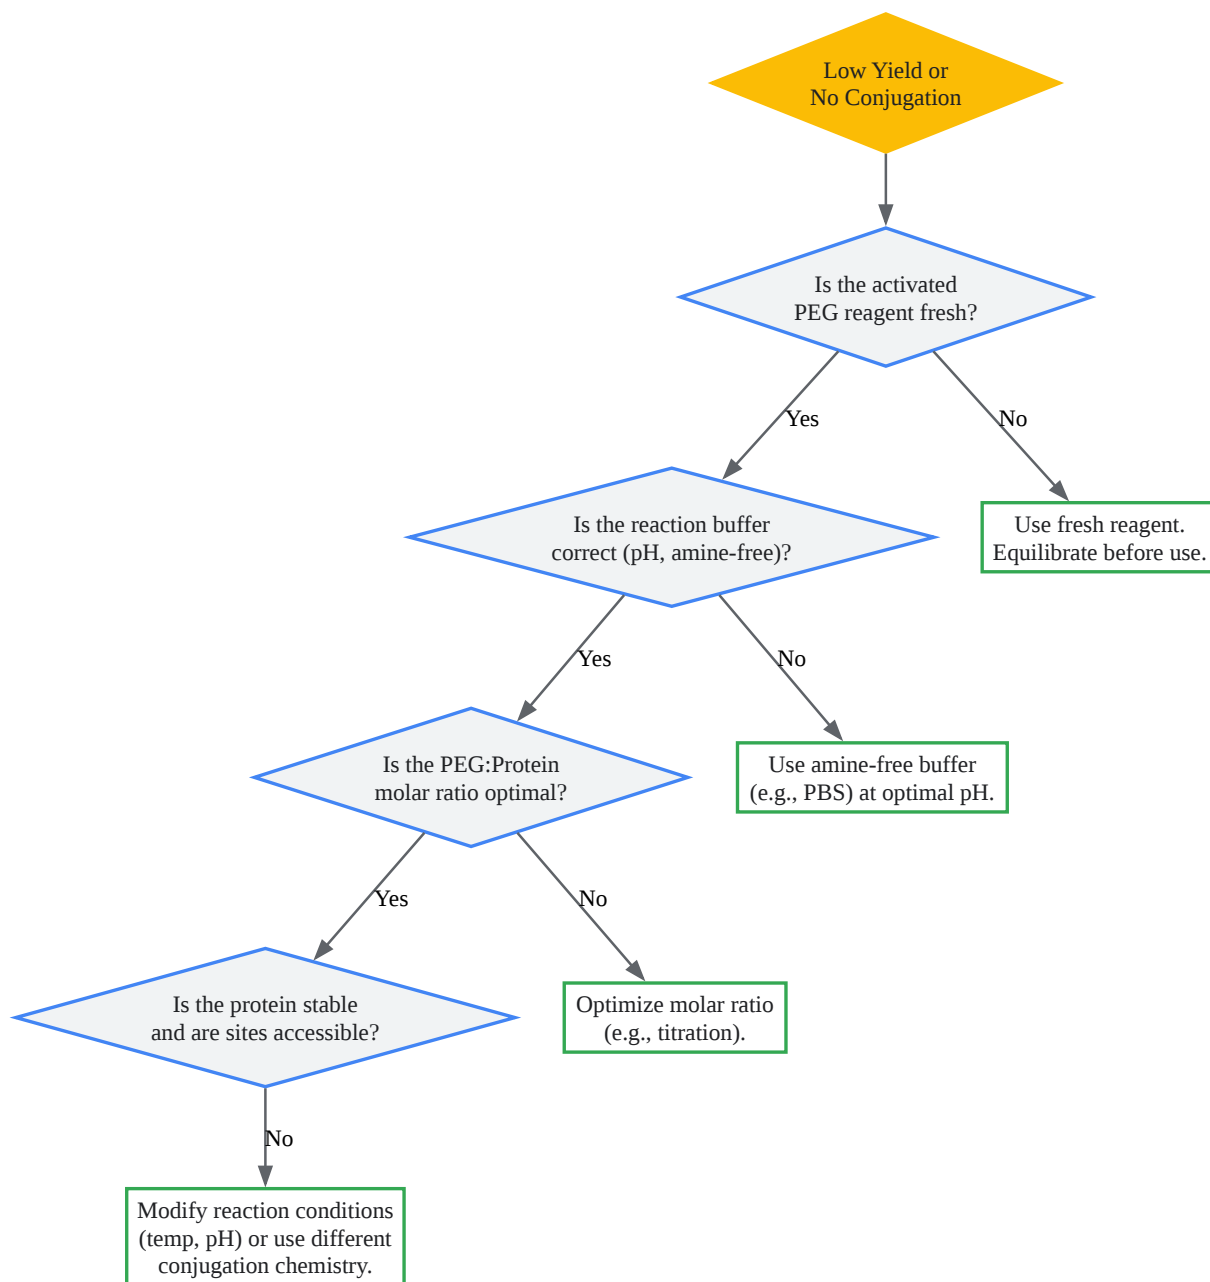 Low Yield or
No Conjugation
Is the activated
PEG reagent fresh?
Yes
No
Is the reaction buffer
correct (pH, amine-free)?
Use fresh reagent.
Equilibrate before use.
Yes
No
Is the PEG:Protein
molar ratio optimal?
Use amine-free buffer
(e.g., PBS) at optimal pH.
Yes
No
Is the protein stable
and are sites accessible?
Optimize molar ratio
(e.g., titration).
No
Modify reaction conditions
(temp, pH) or use different
conjugation chemistry.